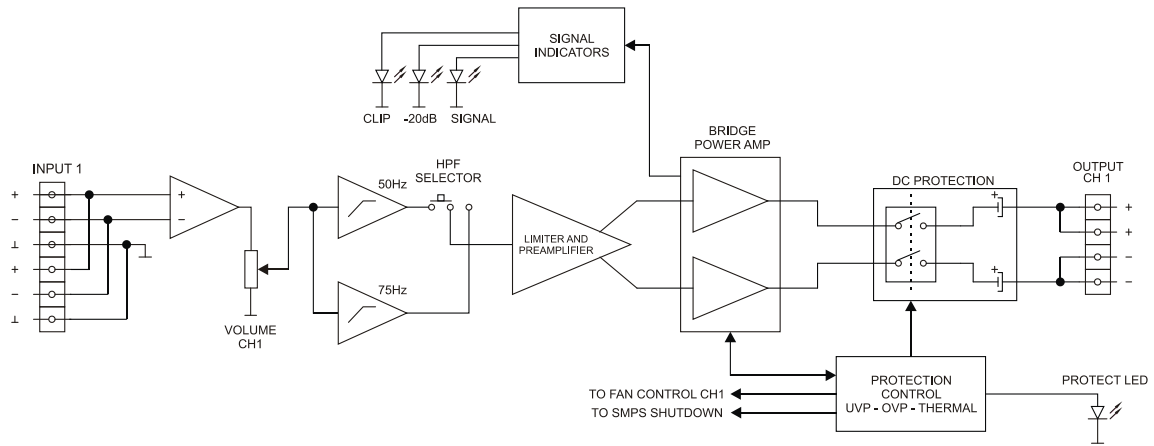 SIGNAL
INDICATORS
CLIP
-20dB
SIGNAL
BRIDGE
POWER AMP
INPUT 1
+
−
⊥
+
−
⊥
+
−
VOLUME
CH1
50Hz
75Hz
HPF
SELECTOR
LIMITER AND
PREAMPLIFIER
DC PROTECTION
+
+
OUTPUT
CH 1
+
+
−
−
TO FAN CONTROL CH1
TO SMPS SHUTDOWN
PROTECTION
CONTROL
UVP - OVP - THERMAL
PROTECT LED